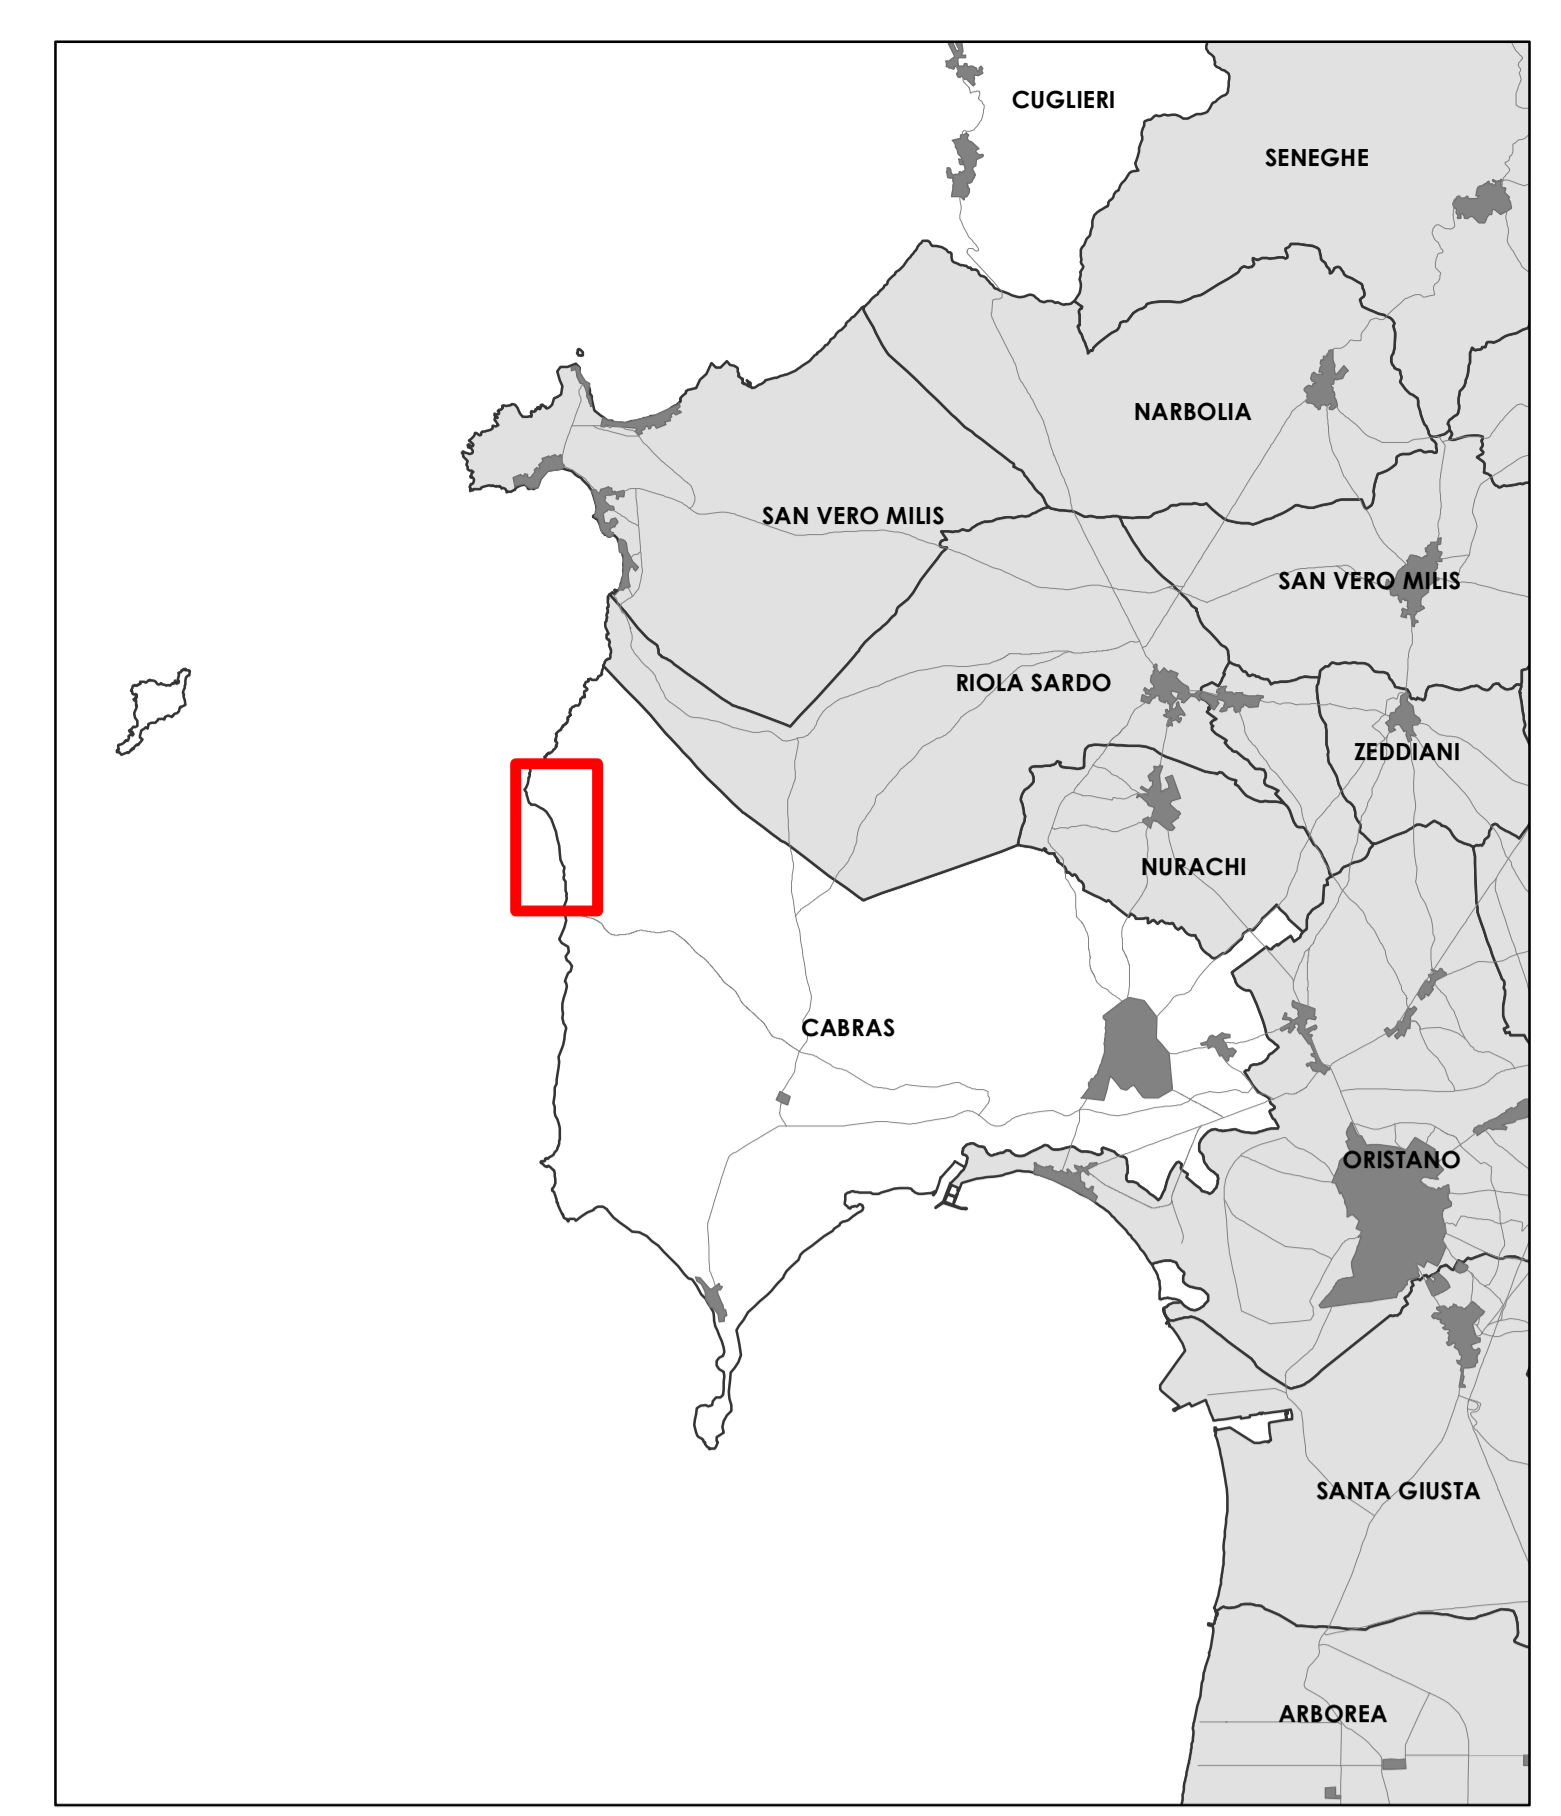 CUGLIERI
SENEGHE
NARBOLIA
SAN VERO MILIS
SAN VERO MILIS
RIOLA SARDO
ZEDDIANI
NURACHI
CABRAS
ORISTANO
SANTA GIUSTA
ARBOREA